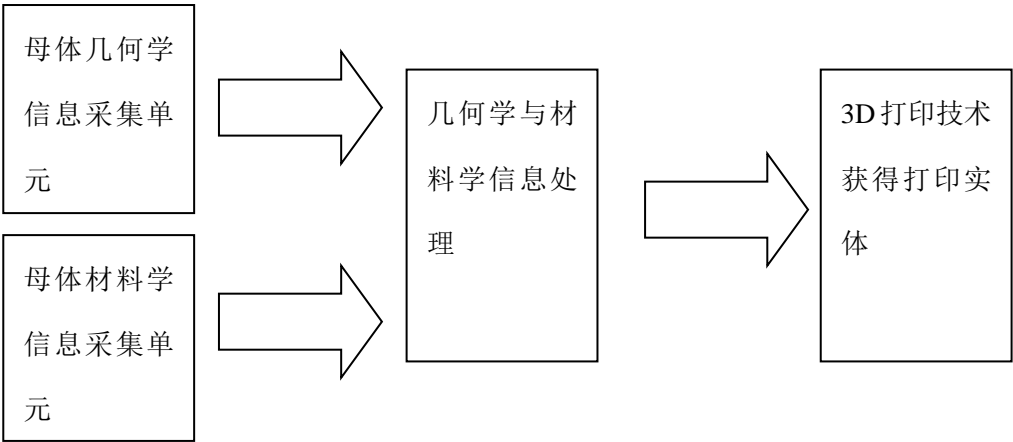 母体几何学
信息采集单
元
母体材料学
信息采集单
元
几何学与材
料学信息处
理
3D打印技术
获得打印实
体